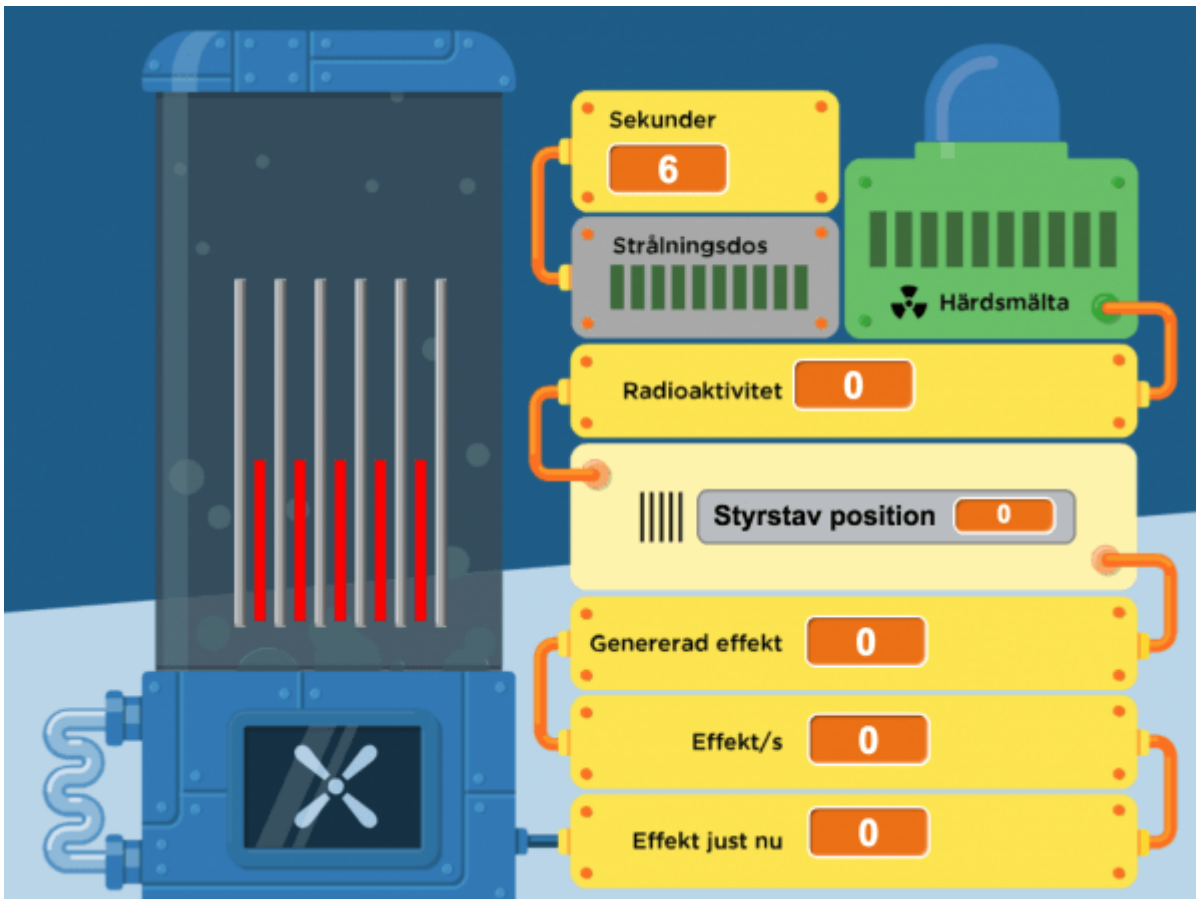 Sekunder
6
Strålningsdos
Härdsmälta
Radioaktivitet 0
Styrstav position 0
Genererad effekt 0
Effekt/s 0
Effekt just nu 0